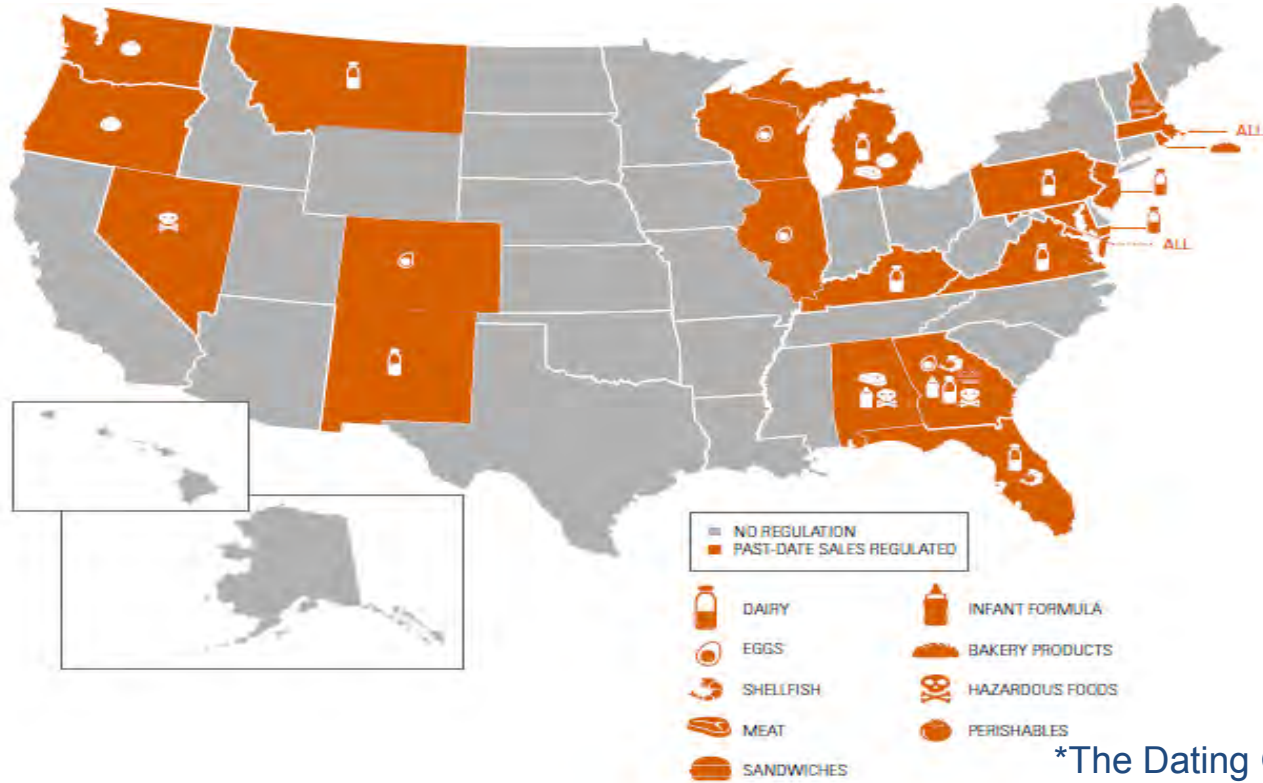 ALL
ALL
NO REGULATION
PAST-DATE SALES REGULATED
DAIRY
INFANT FORMULA
EGGS
BAKERY PRODUCTS
SHELLFISH
HAZARDOUS FOODS
MEAT
PERISHABLES
SANDWICHES
*The Dating